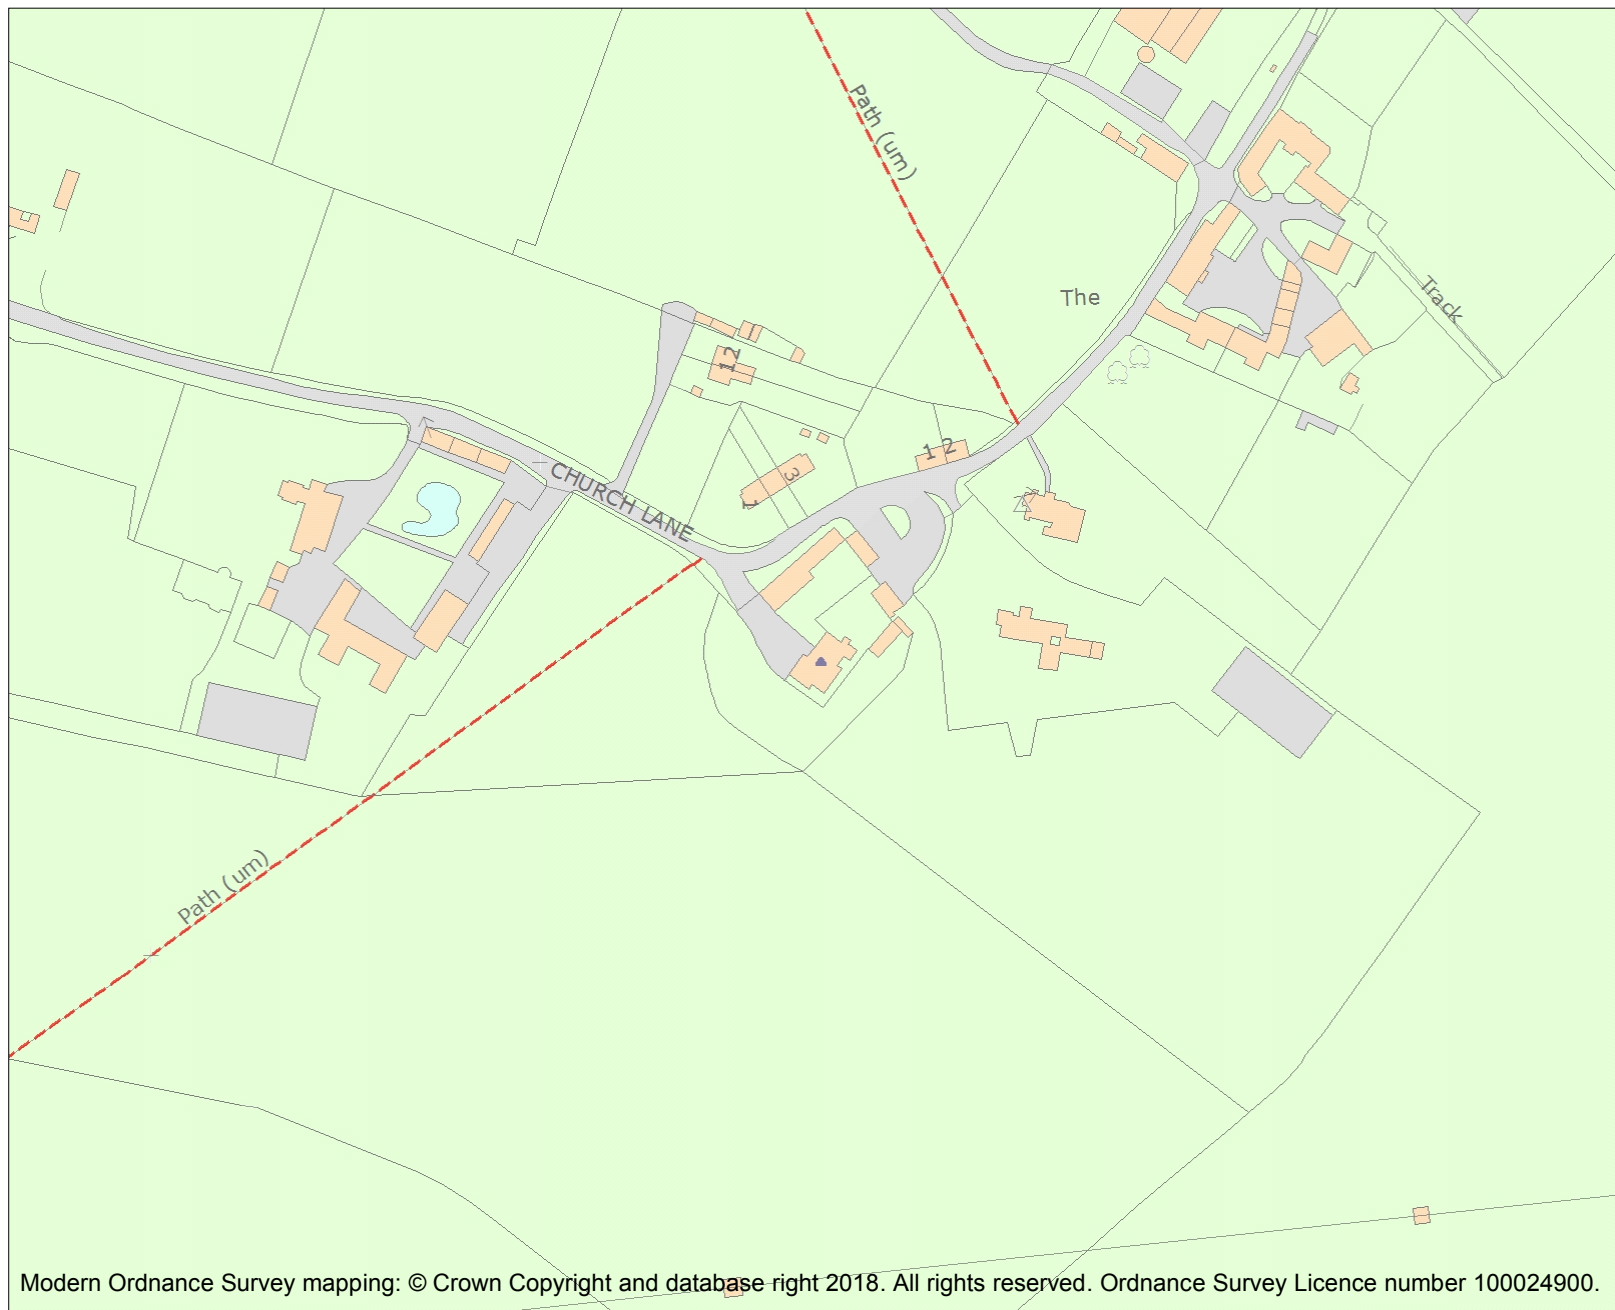 Path (um)
The
Track
12
1 2
3
1
CHURCH LANE
Path (um)
Modern Ordnance Survey mapping: © Crown Copyright and database right 2018. All rights reserved. Ordnance Survey Licence number 100024900.